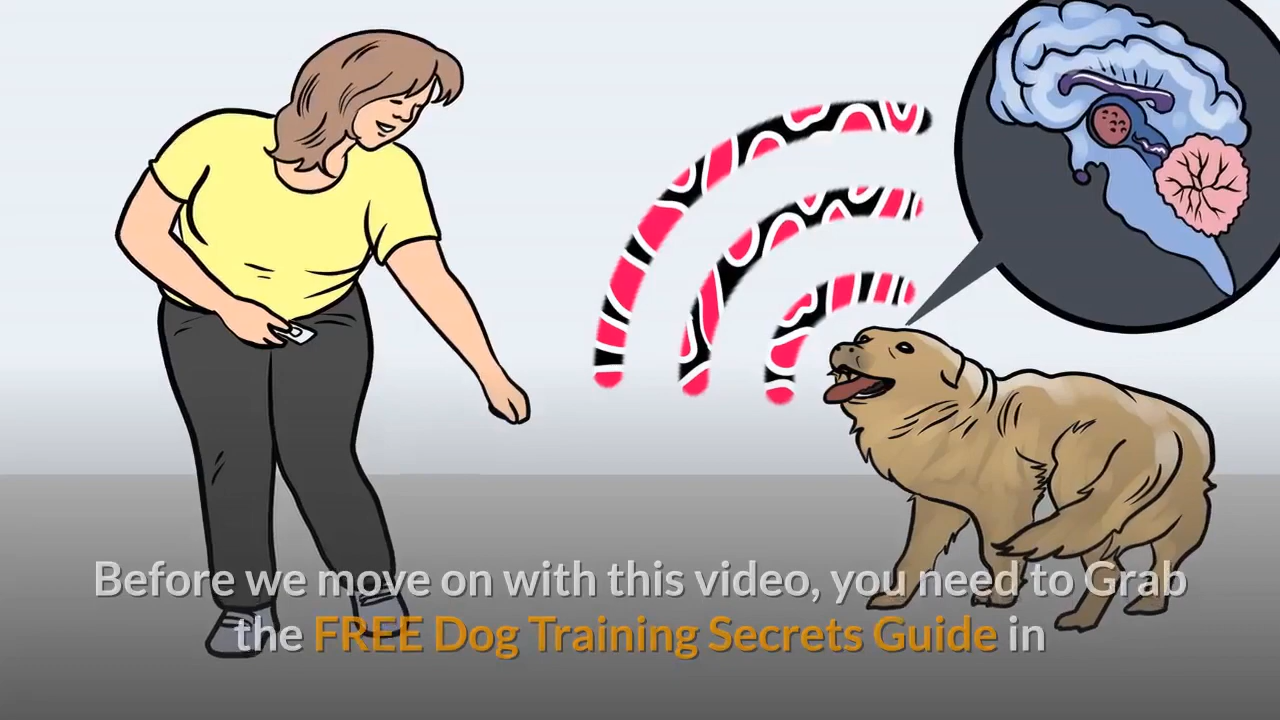 Before we move on with this video, you need to Grab
the FREE Dog Training Secrets Guide in